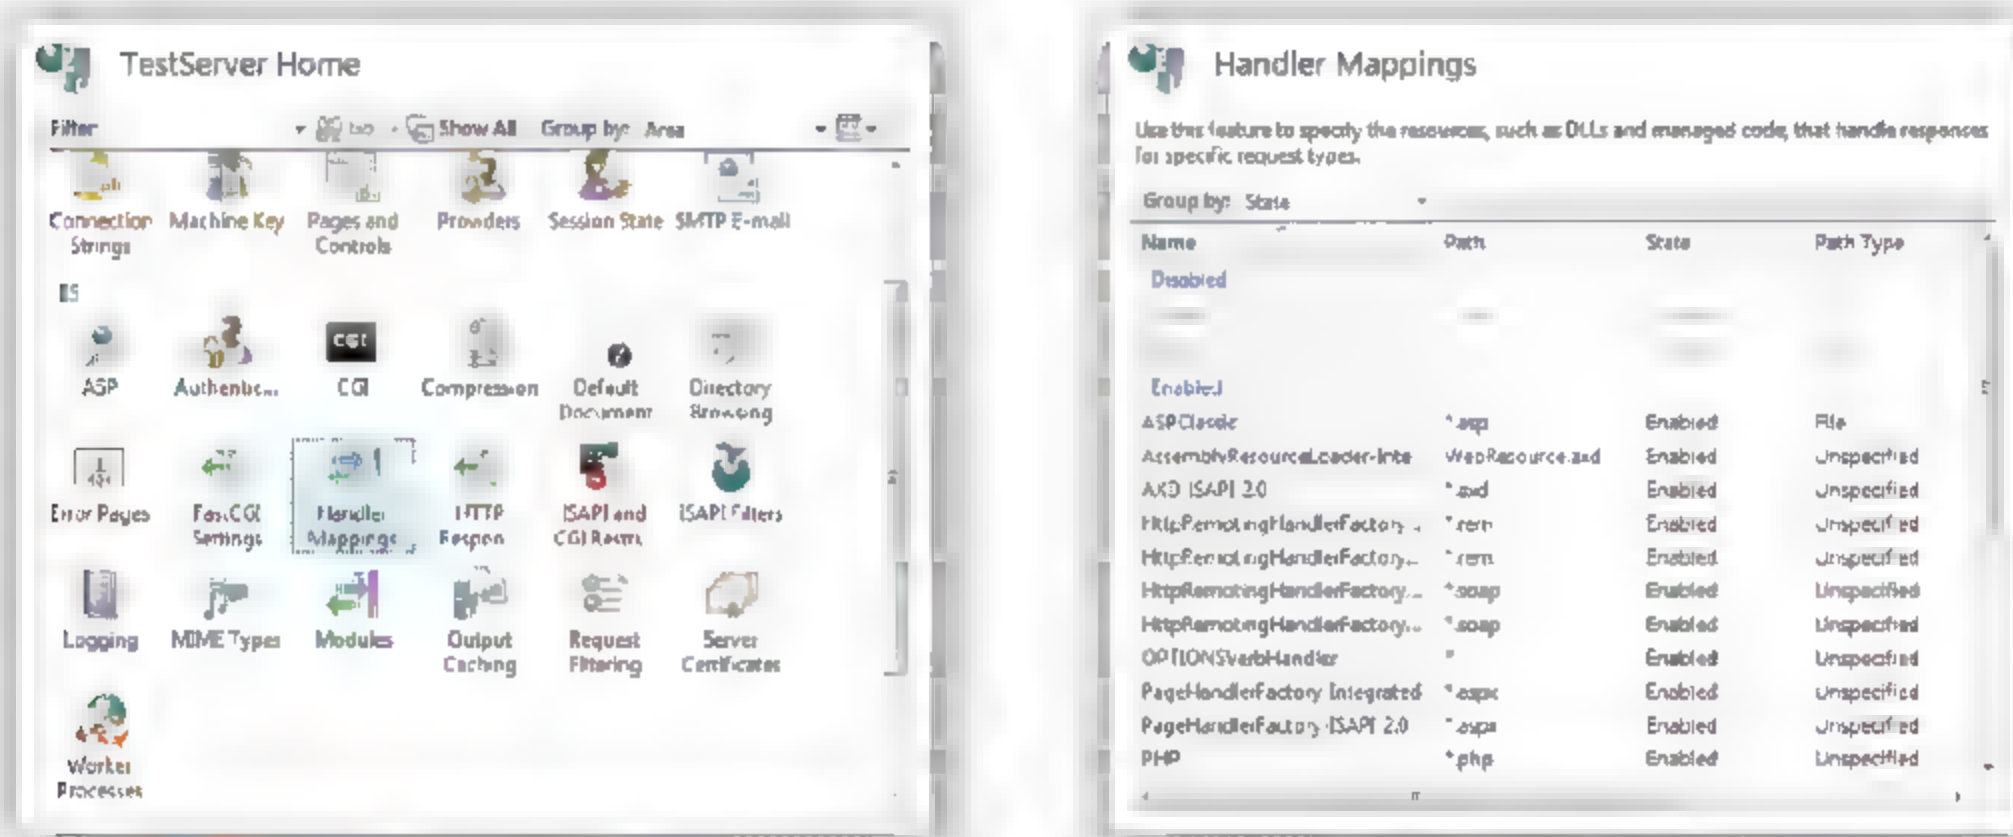 TestServer Home
Filter
Show All Group by: Area
Connection Strings
Machine Key
Pages and Controls
Providers
Session State
SMTP E-mail
IIS
ASP
Authentic...
CGI
Compression
Default Document
Directory Browsing
Error Pages
FastCGI Settings
Handler Mappings
HTTP Respon...
ISAPI and CGI Restri...
ISAPI Filters
Logging
MIME Types
Modules
Output Caching
Request Filtering
Server Certificates
Worker Processes
Handler Mappings
Use this feature to specify the resources, such as DLLs and managed code, that handle responses
for specific request types.
Group by: State
Name Path State Path Type
Disabled
Enabled
ASPClassic *.asp Enabled File
AssemblyResourceLoader-Inte WebResource.axd Enabled Unspecified
AXD-ISAPI-2.0 *.axd Enabled Unspecified
HttpRemotingHandlerFactory... *.rem Enabled Unspecified
HttpRemotingHandlerFactory... *.rem Enabled Unspecified
HttpRemotingHandlerFactory... *.soap Enabled Unspecified
HttpRemotingHandlerFactory... *.soap Enabled Unspecified
OPTIONSVerbHandler * Enabled Unspecified
PageHandlerFactory-Integrated *.aspx Enabled Unspecified
PageHandlerFactory-ISAPI-2.0 *.aspx Enabled Unspecified
PHP *.php Enabled Unspecified